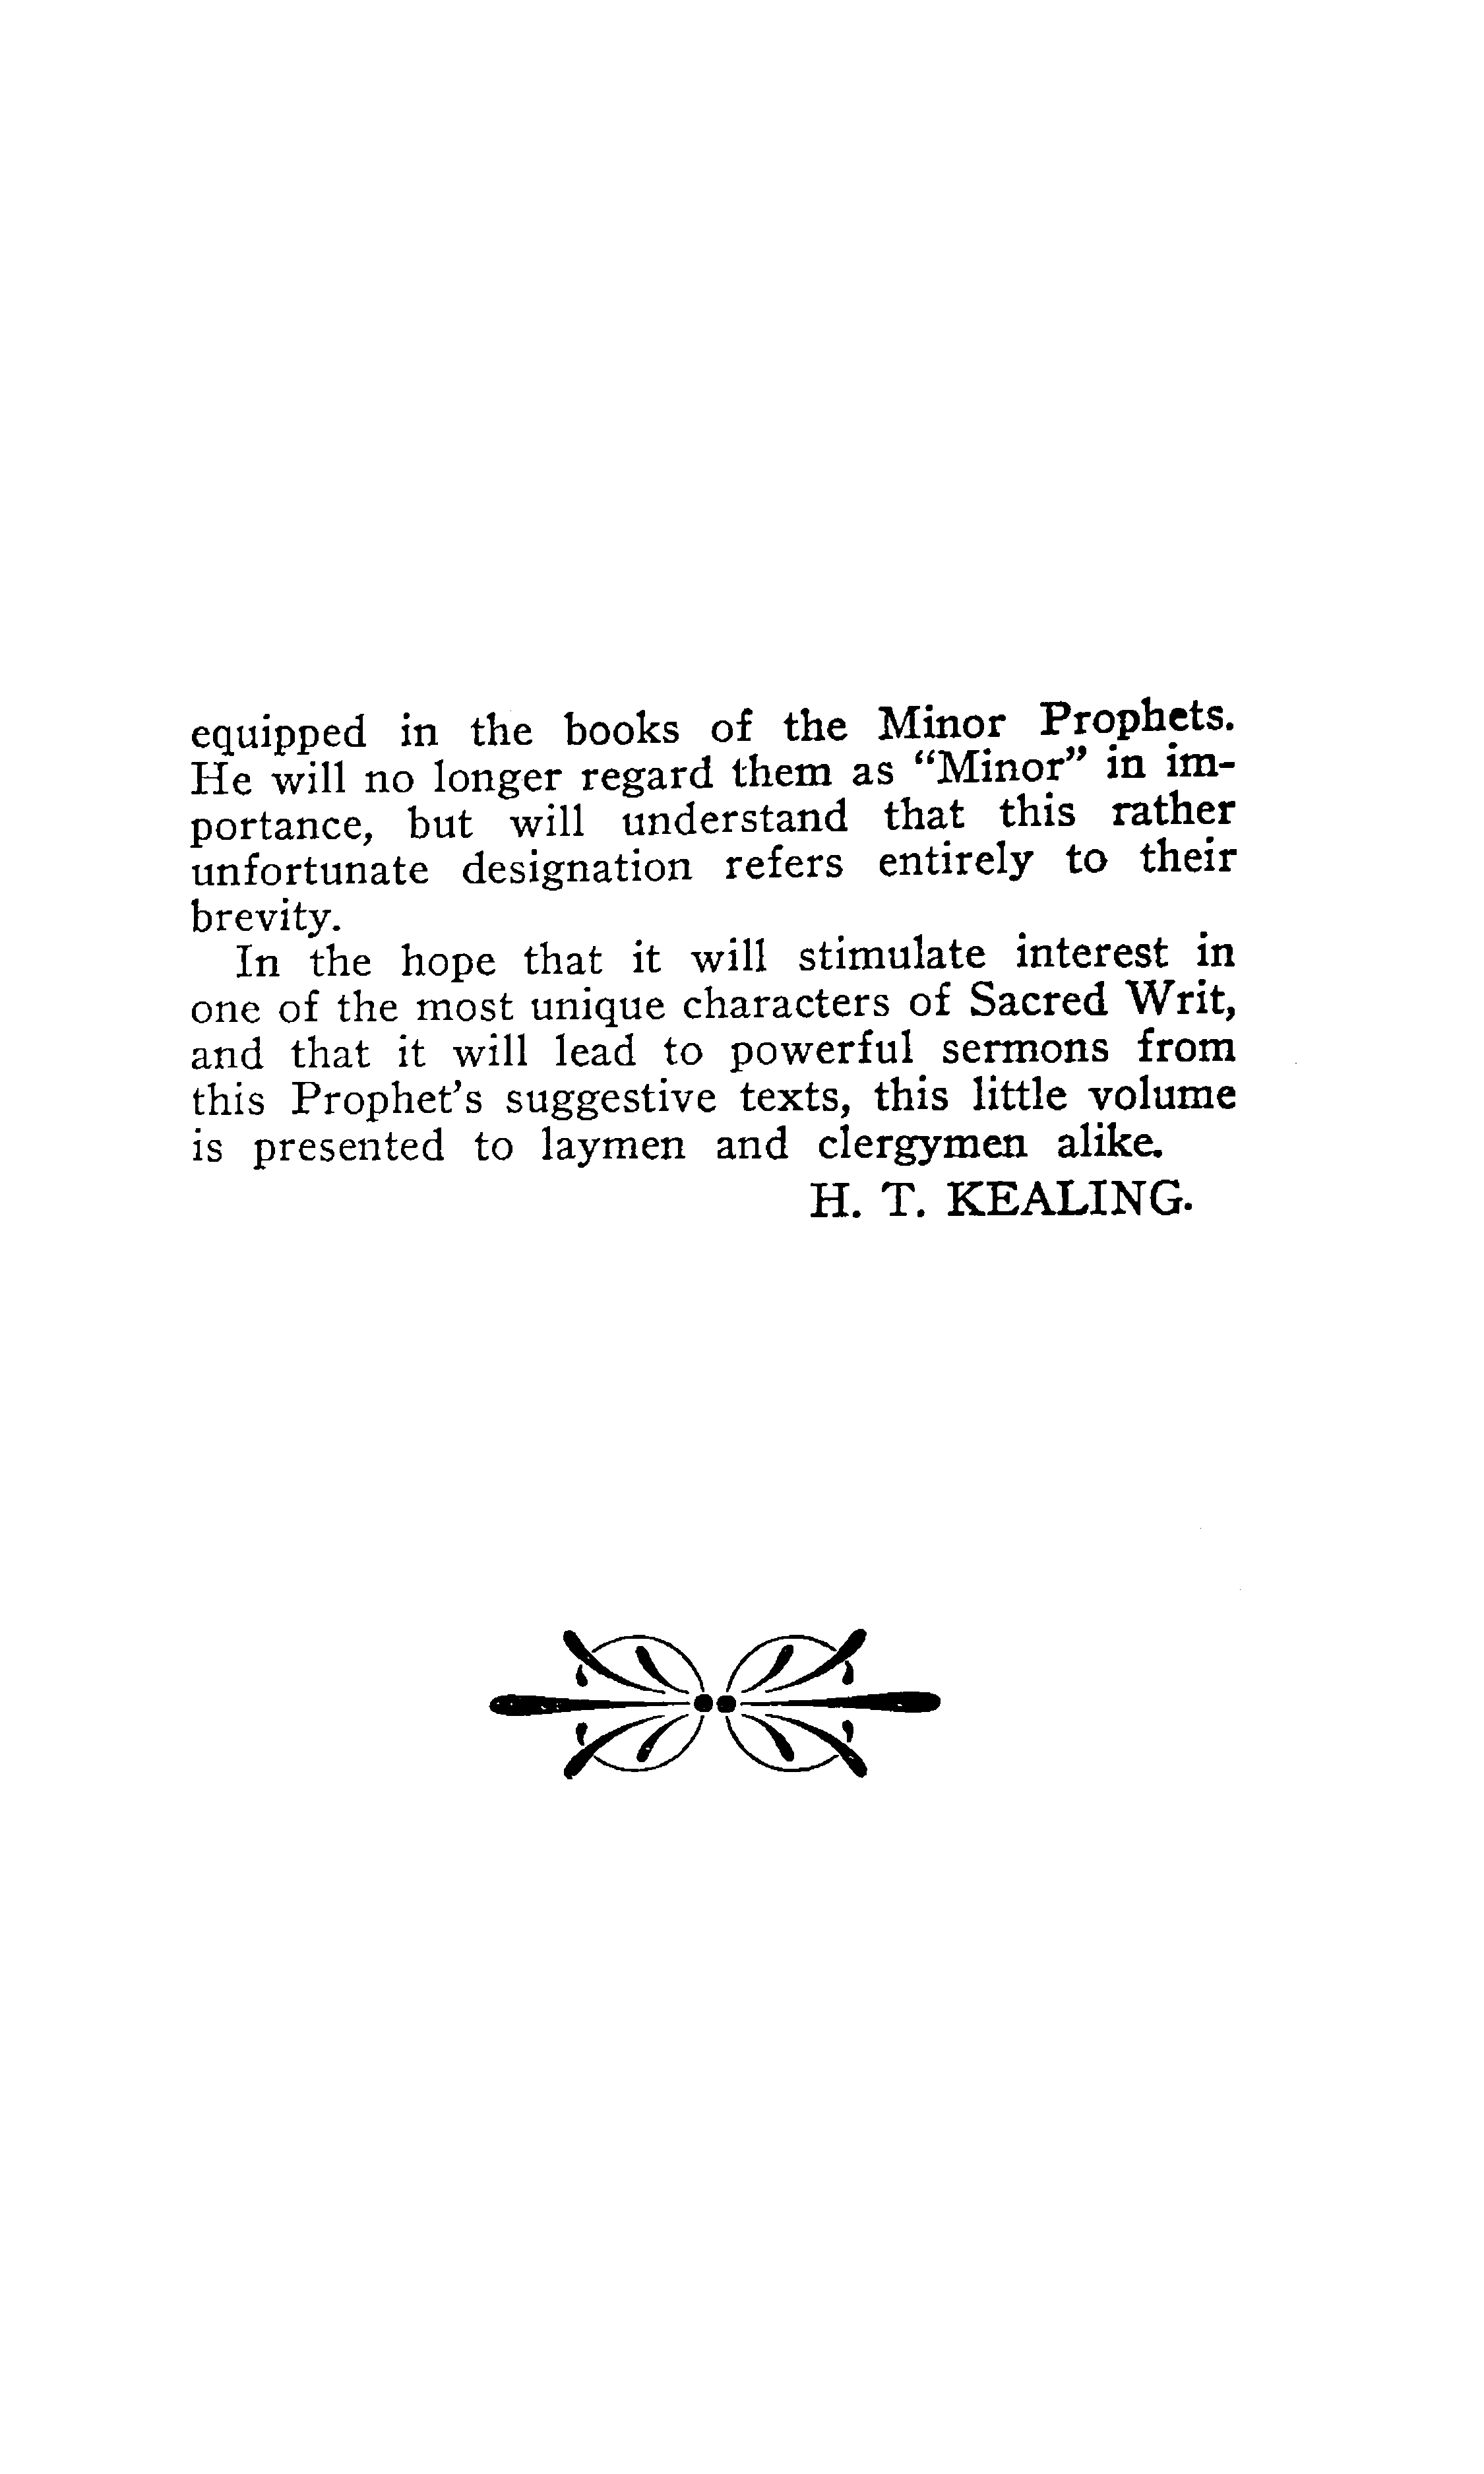 equipped in the books of the Minor Prophets.
He will no longer regard them as “Minor” in im-
portance, but will understand that this rather
unfortunate designation refers entirely to their
brevity.
In the hope that it will stimulate interest in
one of the most unique characters of Sacred Writ,
and that it will lead to powerful sermons from
this Prophet’s suggestive texts, this little volume
is presented to laymen and clergymen alike.
H. T. KEALING.